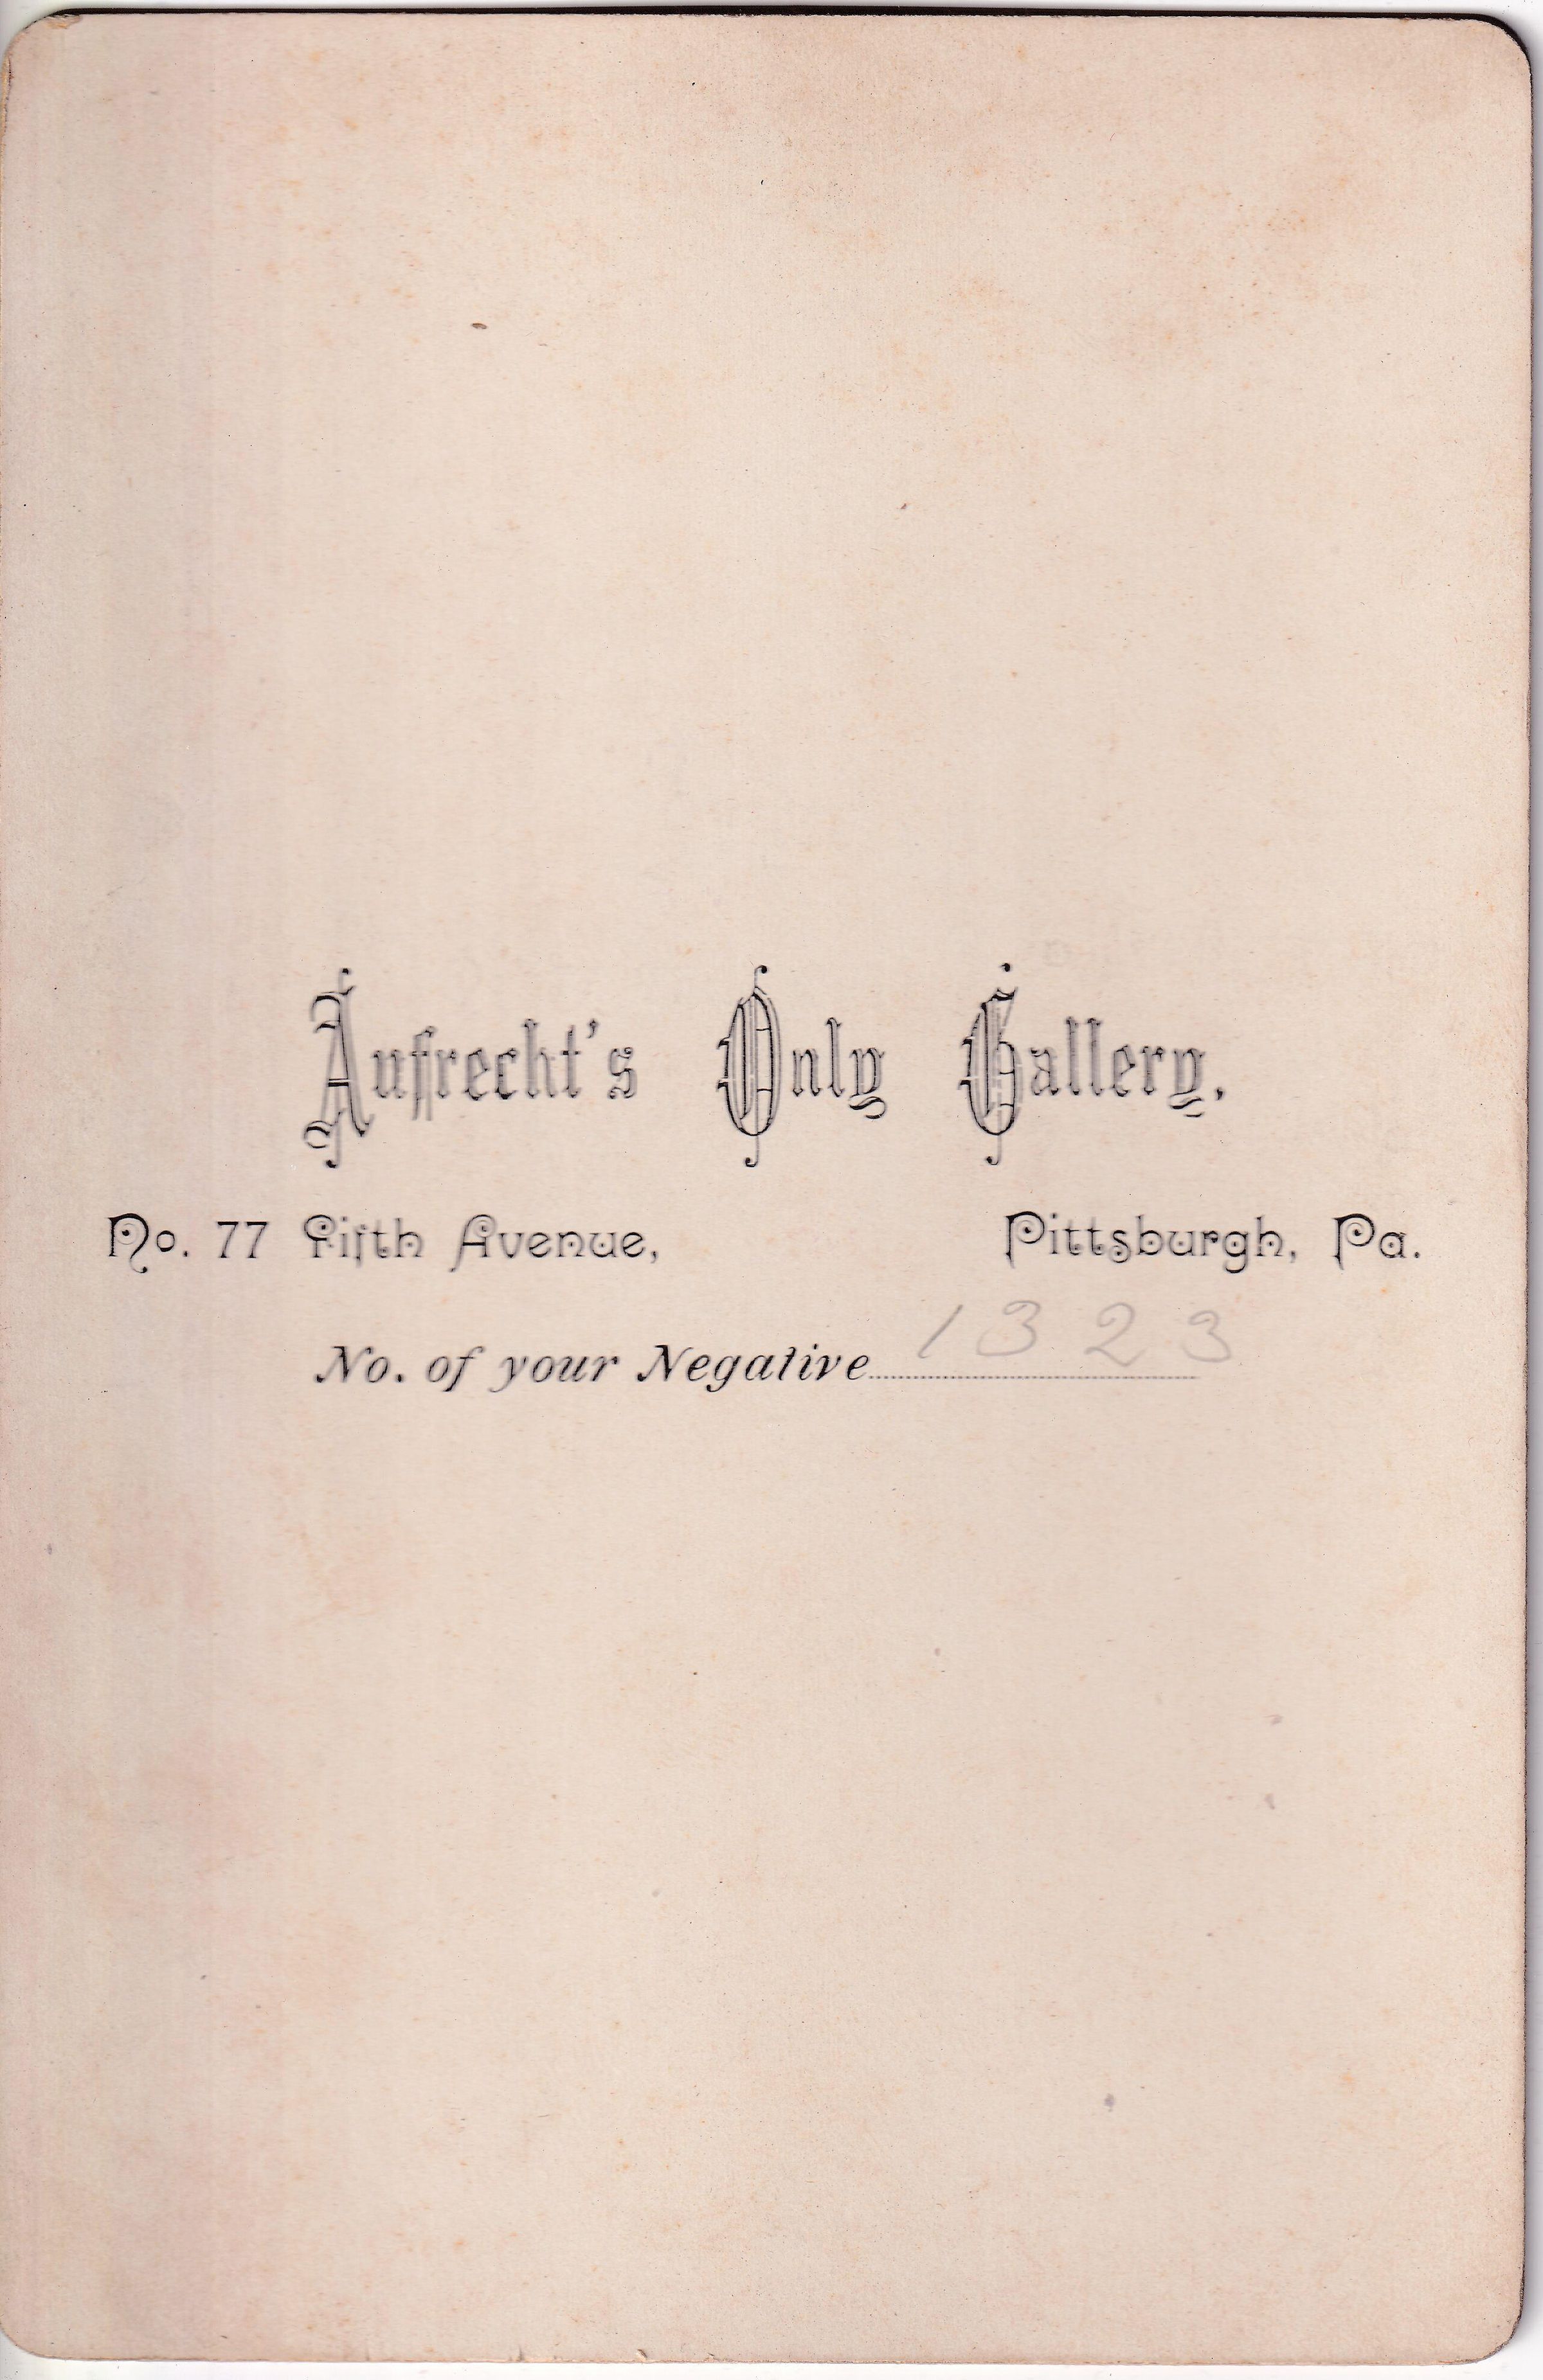 Aufrecht's Only Gallery,
No. 77 Fifth Avenue, Pittsburgh, Pa.
No. of your Negative 1323